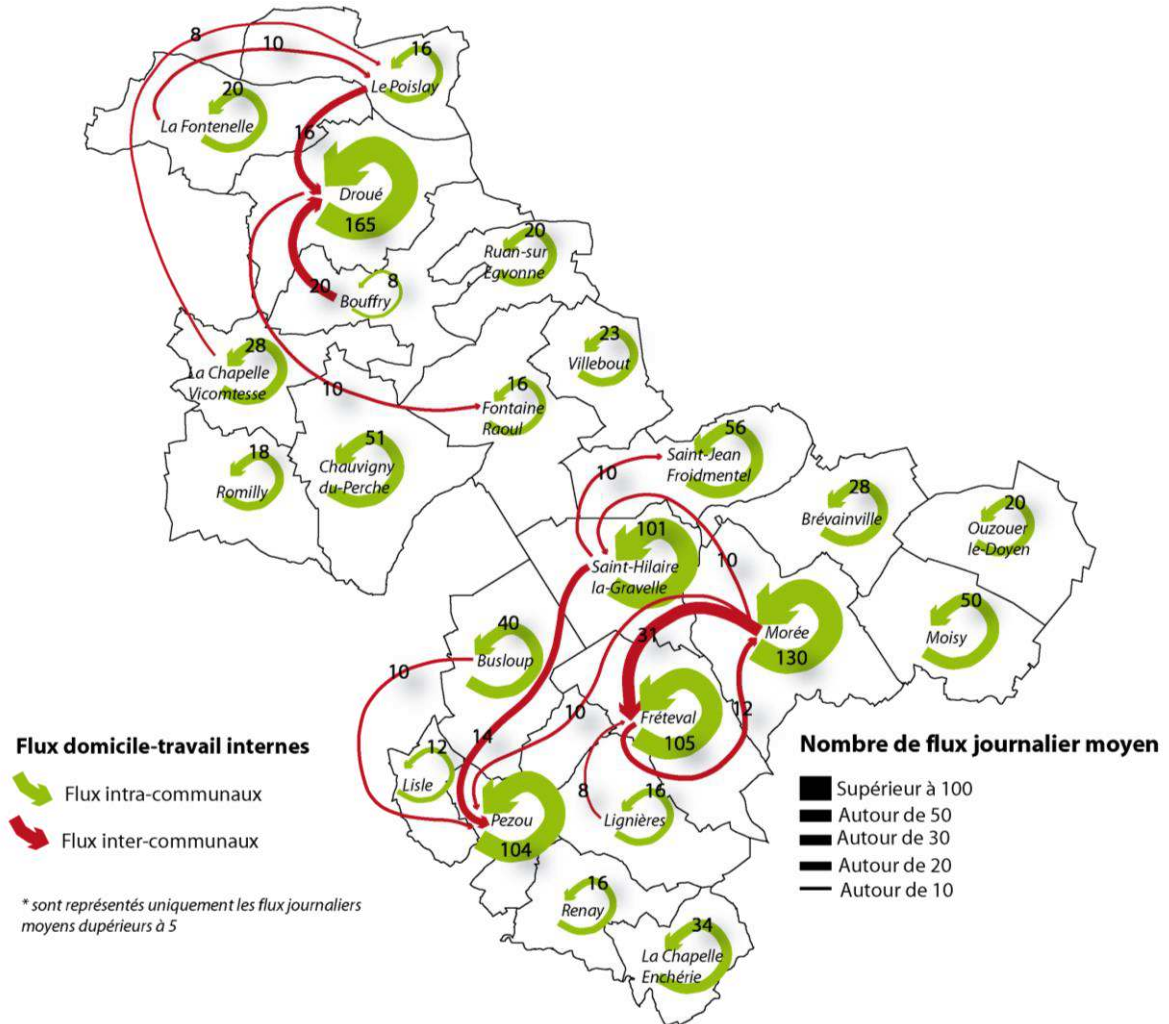 8
10
16
Le Poislay
20
La Fontenelle
16
Droué
165
20
Ruan-sur
Egvonne
20
8
Bouffry
23
Villebout
28
La Chapelle
Vicomtesse
10
16
Fontaine
Raoul
51
Chauvigny
du-Perche
18
Romilly
56
Saint-Jean
Froidmentel
10
28
Brévainville
20
Ouzouer
le-Doyen
101
Saint-Hilaire
la-Gravelle
10
50
Moisy
Morée
130
31
40
Busloup
10
10
12
Fréteval
105
14
12
Lisle
Pezou
104
8
16
Lignières
16
Renay
34
La Chapelle
Enchérie
Flux domicile-travail internes
Flux intra-communaux
Flux inter-communaux
* sont représentés uniquement les flux journaliers
moyens dupérieurs à 5
Nombre de flux journalier moyen
Supérieur à 100
Autour de 50
Autour de 30
Autour de 20
Autour de 10